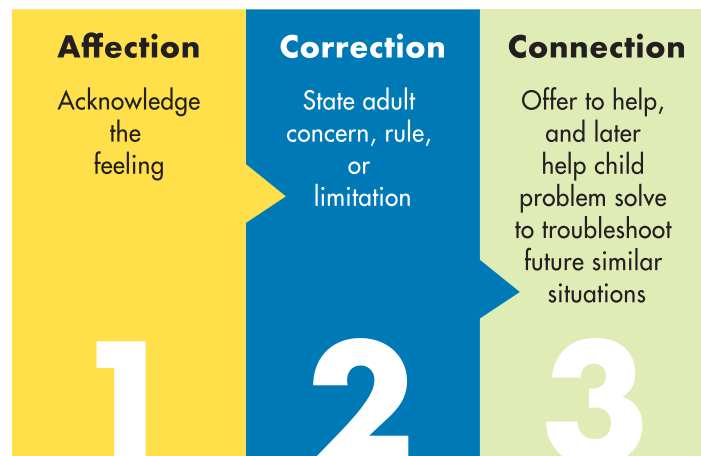 Affection
Acknowledge
the
feeling
1
Correction
State adult
concern, rule,
or
limitation
2
Connection
Offer to help,
and later
help child
problem solve
to troubleshoot
future similar
situations
3